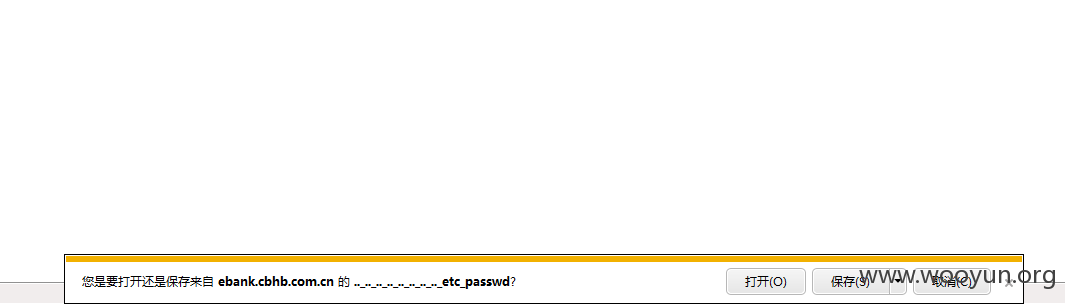 您是要打开还是保存来自 ebank.cbhb.com.cn 的 .._.._.._.._.._.._.._.._etc_passwd?
打开(O) 保存(S) 取消(C) ×
www.wooyun.org